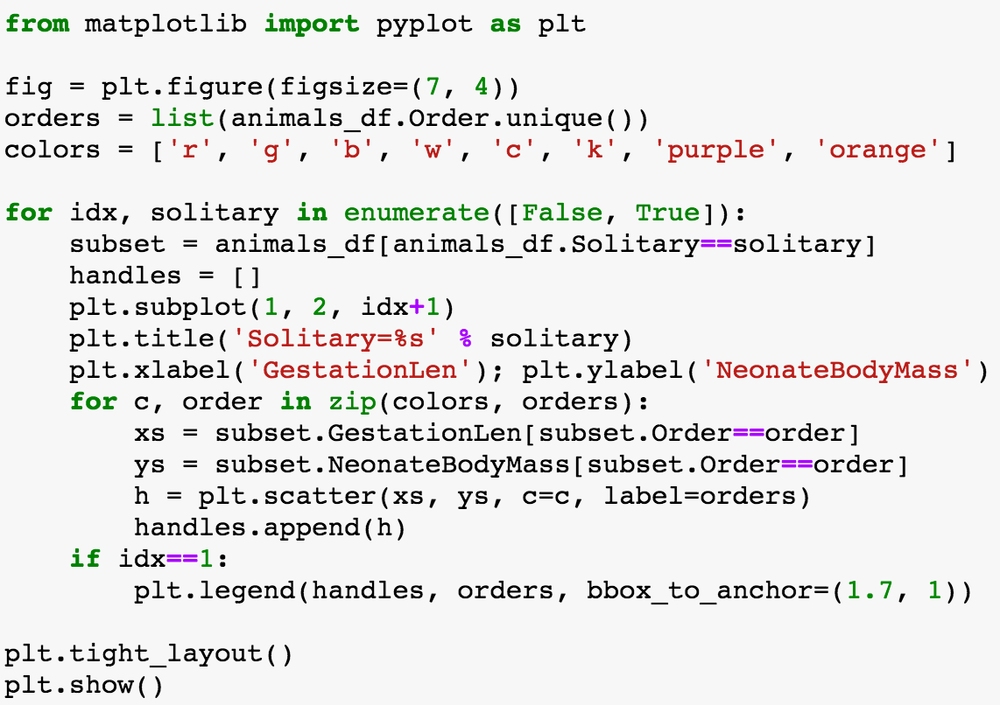 from matplotlib import pyplot as plt

fig = plt.figure(figsize=(7, 4))
orders = list(animals_df.Order.unique())
colors = ['r', 'g', 'b', 'w', 'c', 'k', 'purple', 'orange']

for idx, solitary in enumerate([False, True]):
    subset = animals_df[animals_df.Solitary==solitary]
    handles = []
    plt.subplot(1, 2, idx+1)
    plt.title('Solitary=%s' % solitary)
    plt.xlabel('GestationLen'); plt.ylabel('NeonateBodyMass')
    for c, order in zip(colors, orders):
        xs = subset.GestationLen[subset.Order==order]
        ys = subset.NeonateBodyMass[subset.Order==order]
        h = plt.scatter(xs, ys, c=c, label=orders)
        handles.append(h)
    if idx==1:
        plt.legend(handles, orders, bbox_to_anchor=(1.7, 1))

plt.tight_layout()
plt.show()